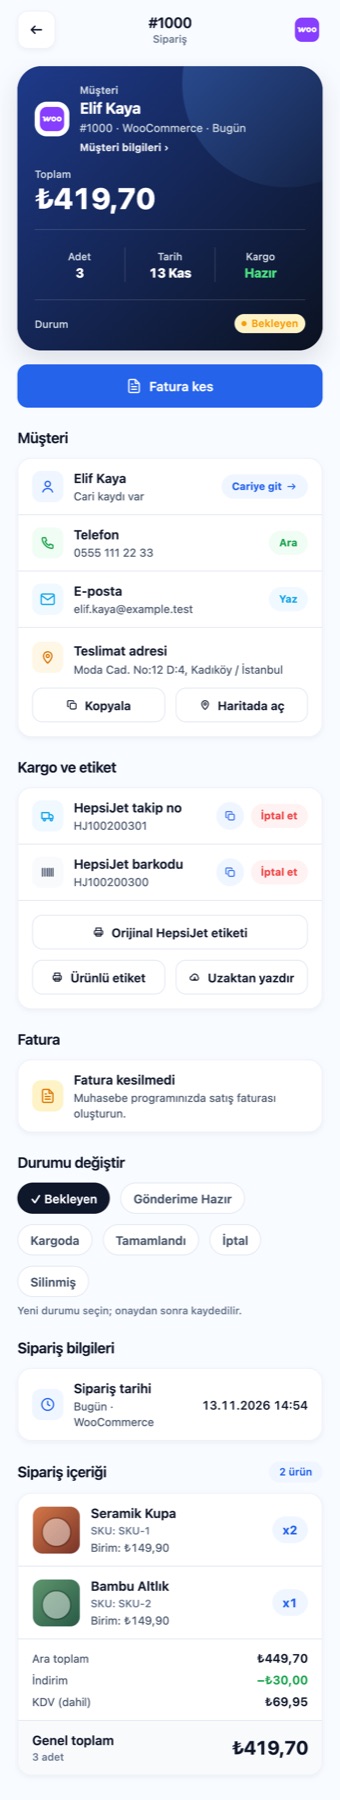 #1000
Sipariş
woo
Müşteri
woo
Elif Kaya
#1000 · WooCommerce · Bugün
Müşteri bilgileri ›
Toplam
₺419,70
Adet
Tarih
Kargo
3
13 Kas
Hazır
Durum
Bekleyen
Fatura kes
Müşteri
Elif Kaya
Cari kaydı var
Cariye git →
Telefon
0555 111 22 33
Ara
E-posta
elif.kaya@example.test
Yaz
Teslimat adresi
Moda Cad. No:12 D:4, Kadıköy / İstanbul
Kopyala
Haritada aç
Kargo ve etiket
HepsiJet takip no
HJ100200301
İptal et
HepsiJet barkodu
HJ100200300
İptal et
Orijinal HepsiJet etiketi
Ürünlü etiket
Uzaktan yazdır
Fatura
Fatura kesilmedi
Muhasebe programınızda satış faturası
oluşturun.
Durumu değiştir
✓ Bekleyen
Gönderime Hazır
Kargoda
Tamamlandı
İptal
Silinmiş
Yeni durumu seçin; onaydan sonra kaydedilir.
Sipariş bilgileri
Sipariş tarihi
Bugün ·
WooCommerce
13.11.2026 14:54
Sipariş içeriği
2 ürün
Seramik Kupa
SKU: SKU-1
Birim: ₺149,90
x2
Bambu Altlık
SKU: SKU-2
Birim: ₺149,90
x1
Ara toplam
₺449,70
İndirim
−₺30,00
KDV (dahil)
₺69,95
Genel toplam
3 adet
₺419,70